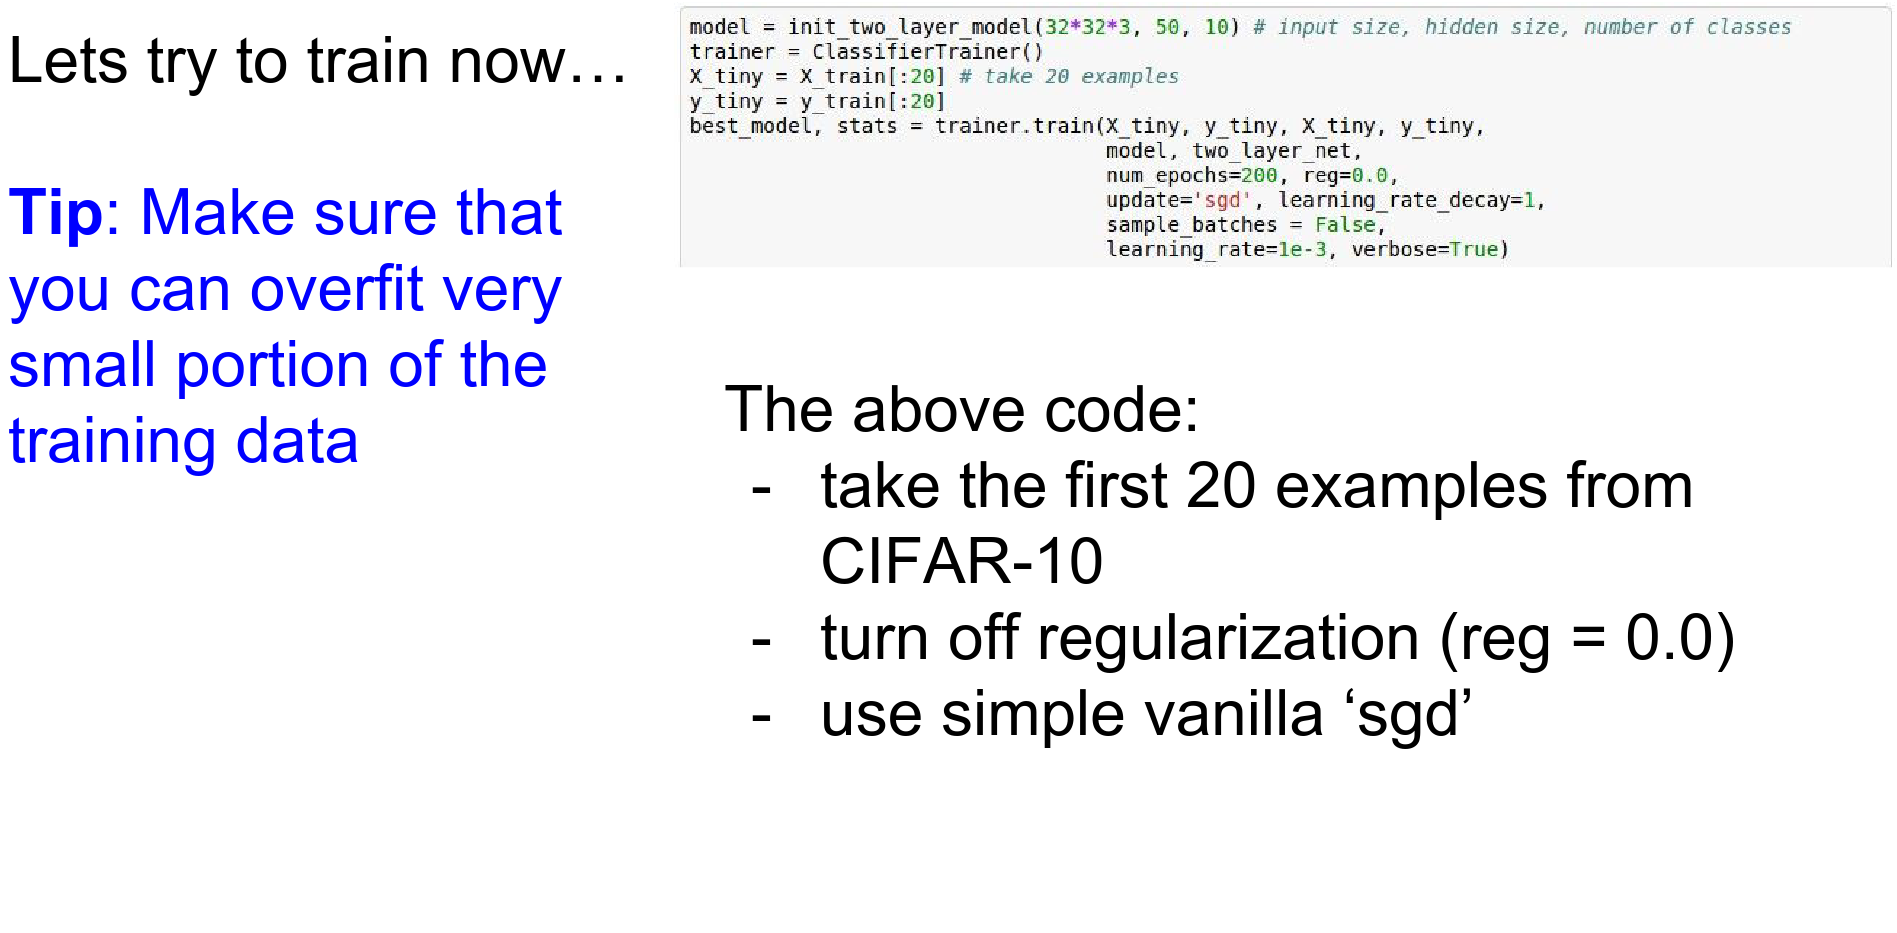 Lets try to train now…
Tip: Make sure that
you can overfit very
small portion of the
training data
model = init_two_layer_model(32*32*3, 50, 10) # input size, hidden size, number of classes
trainer = ClassifierTrainer()
X_tiny = X_train[:20] # take 20 examples
y_tiny = y_train[:20]
best_model, stats = trainer.train(X_tiny, y_tiny, X_tiny, y_tiny,
model, two_layer_net,
num_epochs=200, reg=0.0,
update='sgd', learning_rate_decay=1,
sample_batches = False,
learning_rate=1e-3, verbose=True)
The above code:
- take the first 20 examples from
CIFAR-10
- turn off regularization (reg = 0.0)
- use simple vanilla ‘sgd’